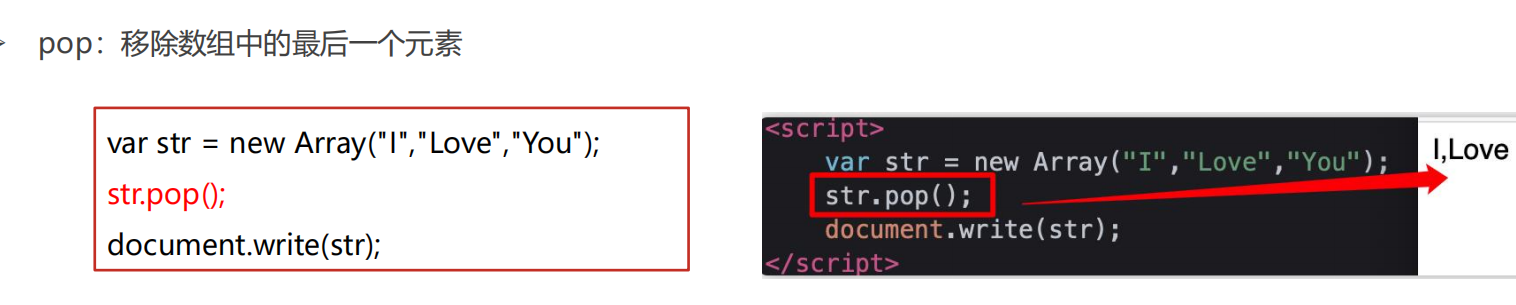 pop：移除数组中的最后一个元素
var str = new Array("I","Love","You");
str.pop();
document.write(str);
<script>
var str = new Array("I","Love","You");
str.pop();
document.write(str);
</script>
I,Love